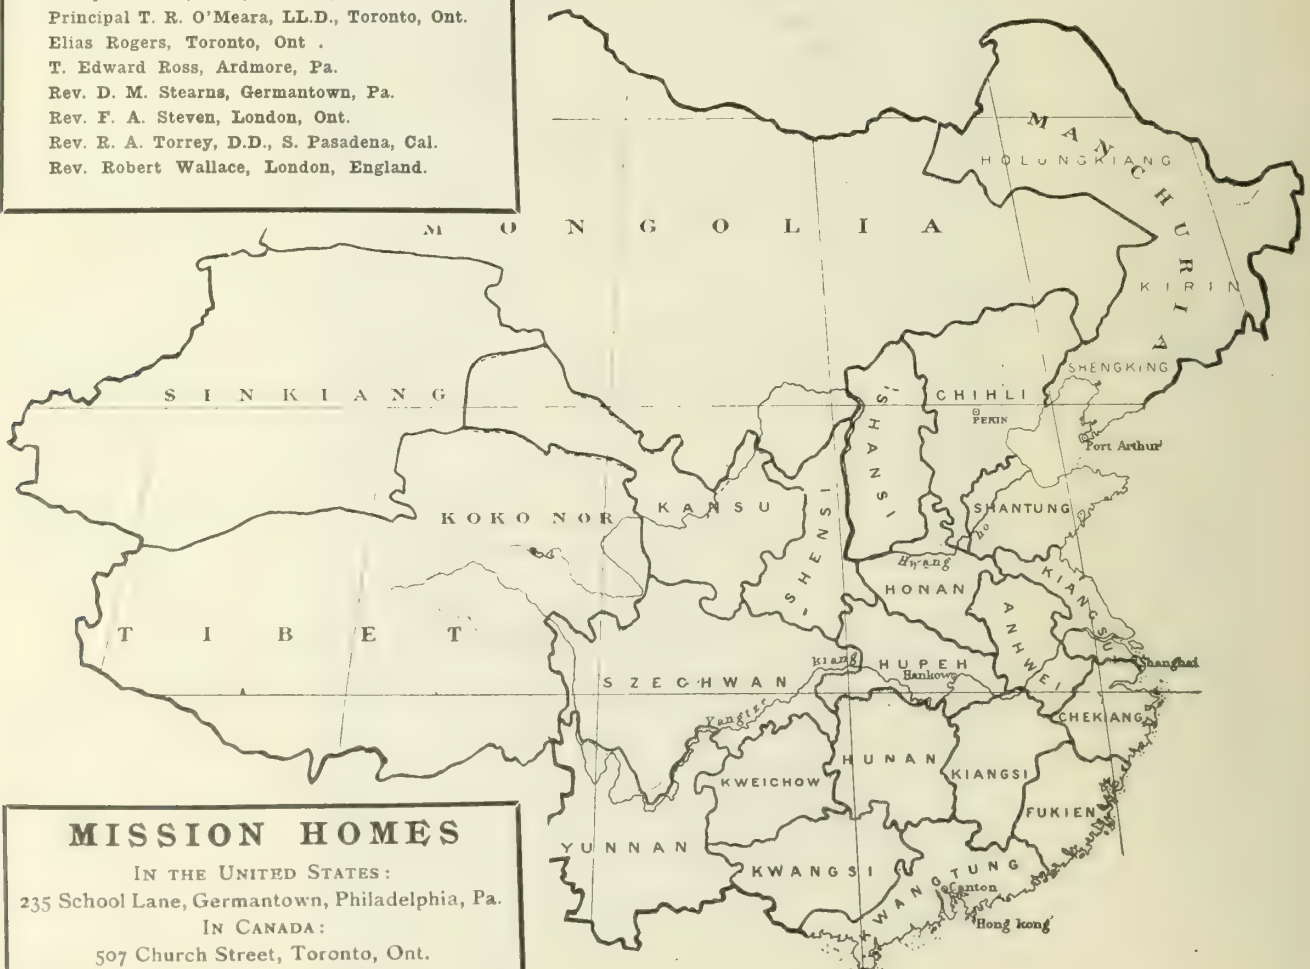 Principal T. R. O'Meara, LL.D., Toronto, Ont.
Elias Rogers, Toronto, Ont .
T. Edward Ross, Ardmore, Pa.
Rev. D. M. Stearns, Germantown, Pa.
Rev. F. A. Steven, London, Ont.
Rev. R. A. Torrey, D.D., S. Pasadena, Cal.
Rev. Robert Wallace, London, England.
MANCHURIA
HOLUNGKIANG
MONGOLIA
KIRIN
SHENGKING
SINKIANG
CHIHLI
PEKIN
SHANSI
Port Arthur
KOKO NOR
KANSU
SHENSI
SHANTUNG
Hwang
ho
HONAN
KIANGSU
ANHWEI
TIBET
SZECHWAN
Kiang
HUPEH
Hankow
Shanghai
Yangtze
CHEKIANG
HUNAN
KWEICHOW
KIANGSI
FUKIEN
YUNNAN
KWANGSI
KWANGTUNG
Canton
Hong kong
MISSION HOMES
IN THE UNITED STATES:
235 School Lane, Germantown, Philadelphia, Pa.
IN CANADA:
507 Church Street, Toronto, Ont.